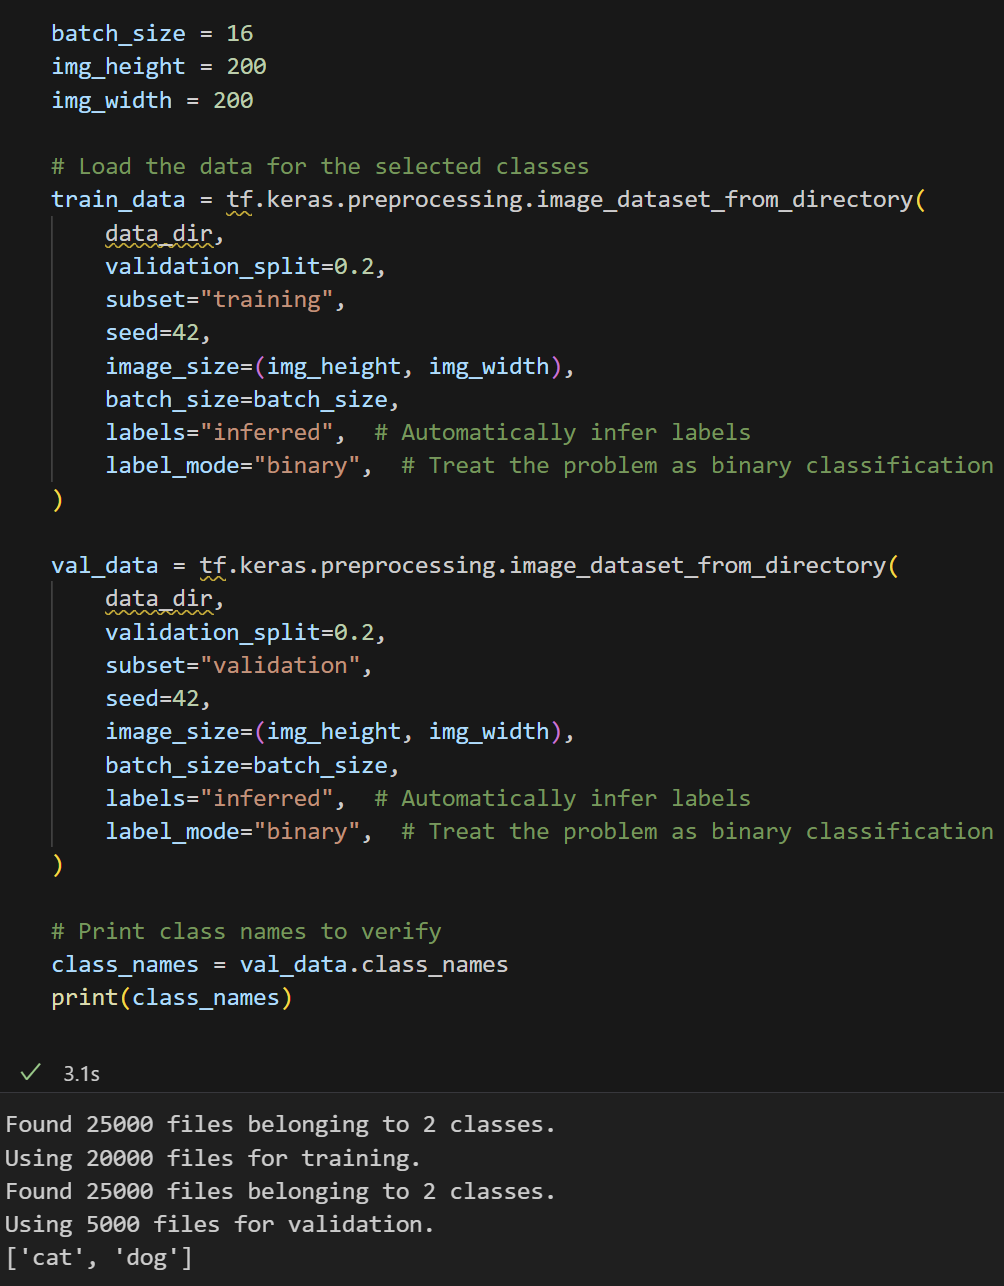 batch_size = 16
img_height = 200
img_width = 200
# Load the data for the selected classes
train_data = tf.keras.preprocessing.image_dataset_from_directory(
    data_dir,
    validation_split=0.2,
    subset="training",
    seed=42,
    image_size=(img_height, img_width),
    batch_size=batch_size,
    labels="inferred",  # Automatically infer labels
    label_mode="binary",  # Treat the problem as binary classification
)
val_data = tf.keras.preprocessing.image_dataset_from_directory(
    data_dir,
    validation_split=0.2,
    subset="validation",
    seed=42,
    image_size=(img_height, img_width),
    batch_size=batch_size,
    labels="inferred",  # Automatically infer labels
    label_mode="binary",  # Treat the problem as binary classification
)
# Print class names to verify
class_names = val_data.class_names
print(class_names)
3.1s
Found 25000 files belonging to 2 classes.
Using 20000 files for training.
Found 25000 files belonging to 2 classes.
Using 5000 files for validation.
['cat', 'dog']